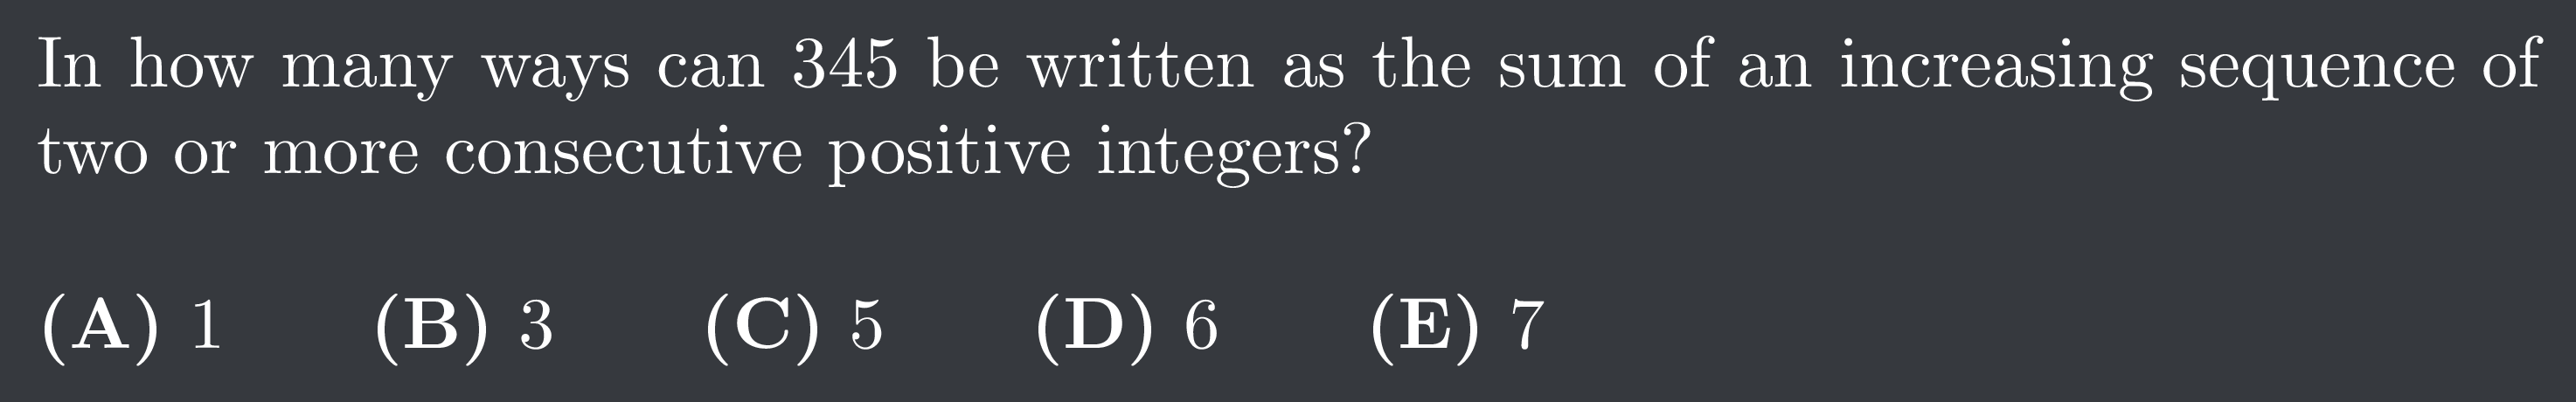 In how many ways can 345 be written as the sum of an increasing sequence of
two or more consecutive positive integers?
(A) 1 (B) 3 (C) 5 (D) 6 (E) 7